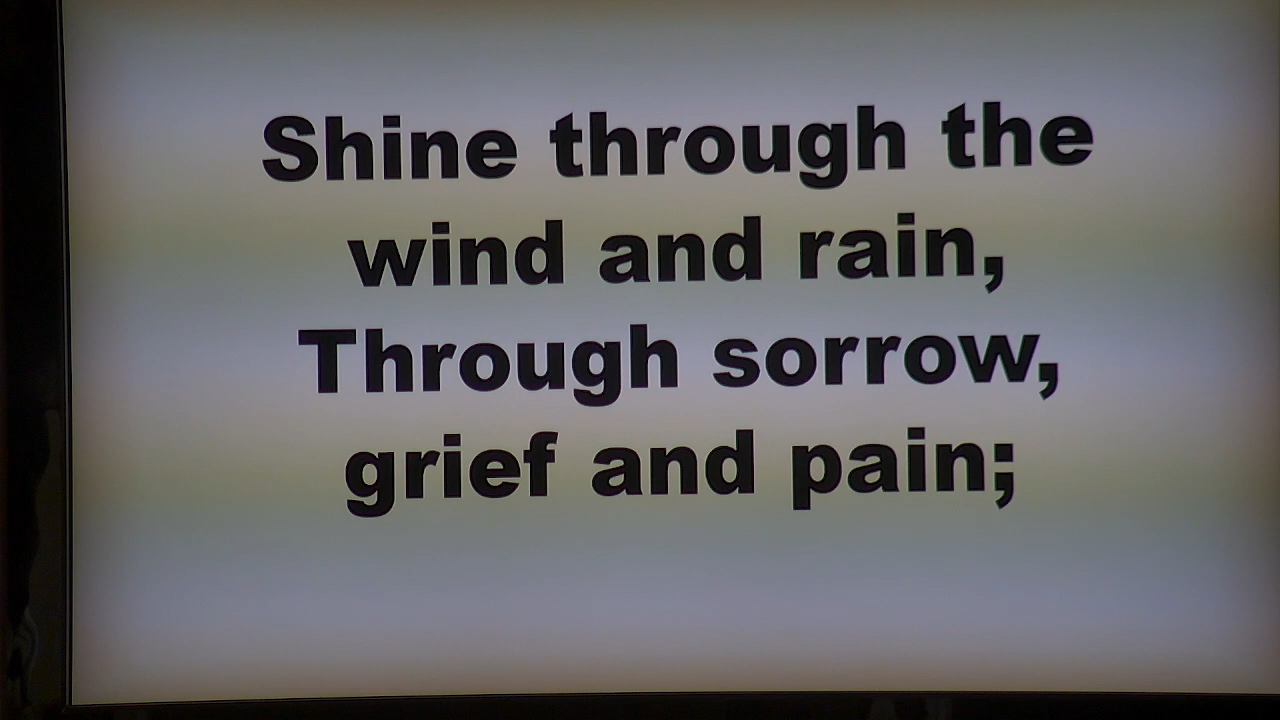 Shine through the
wind and rain,
Through sorrow,
grief and pain;